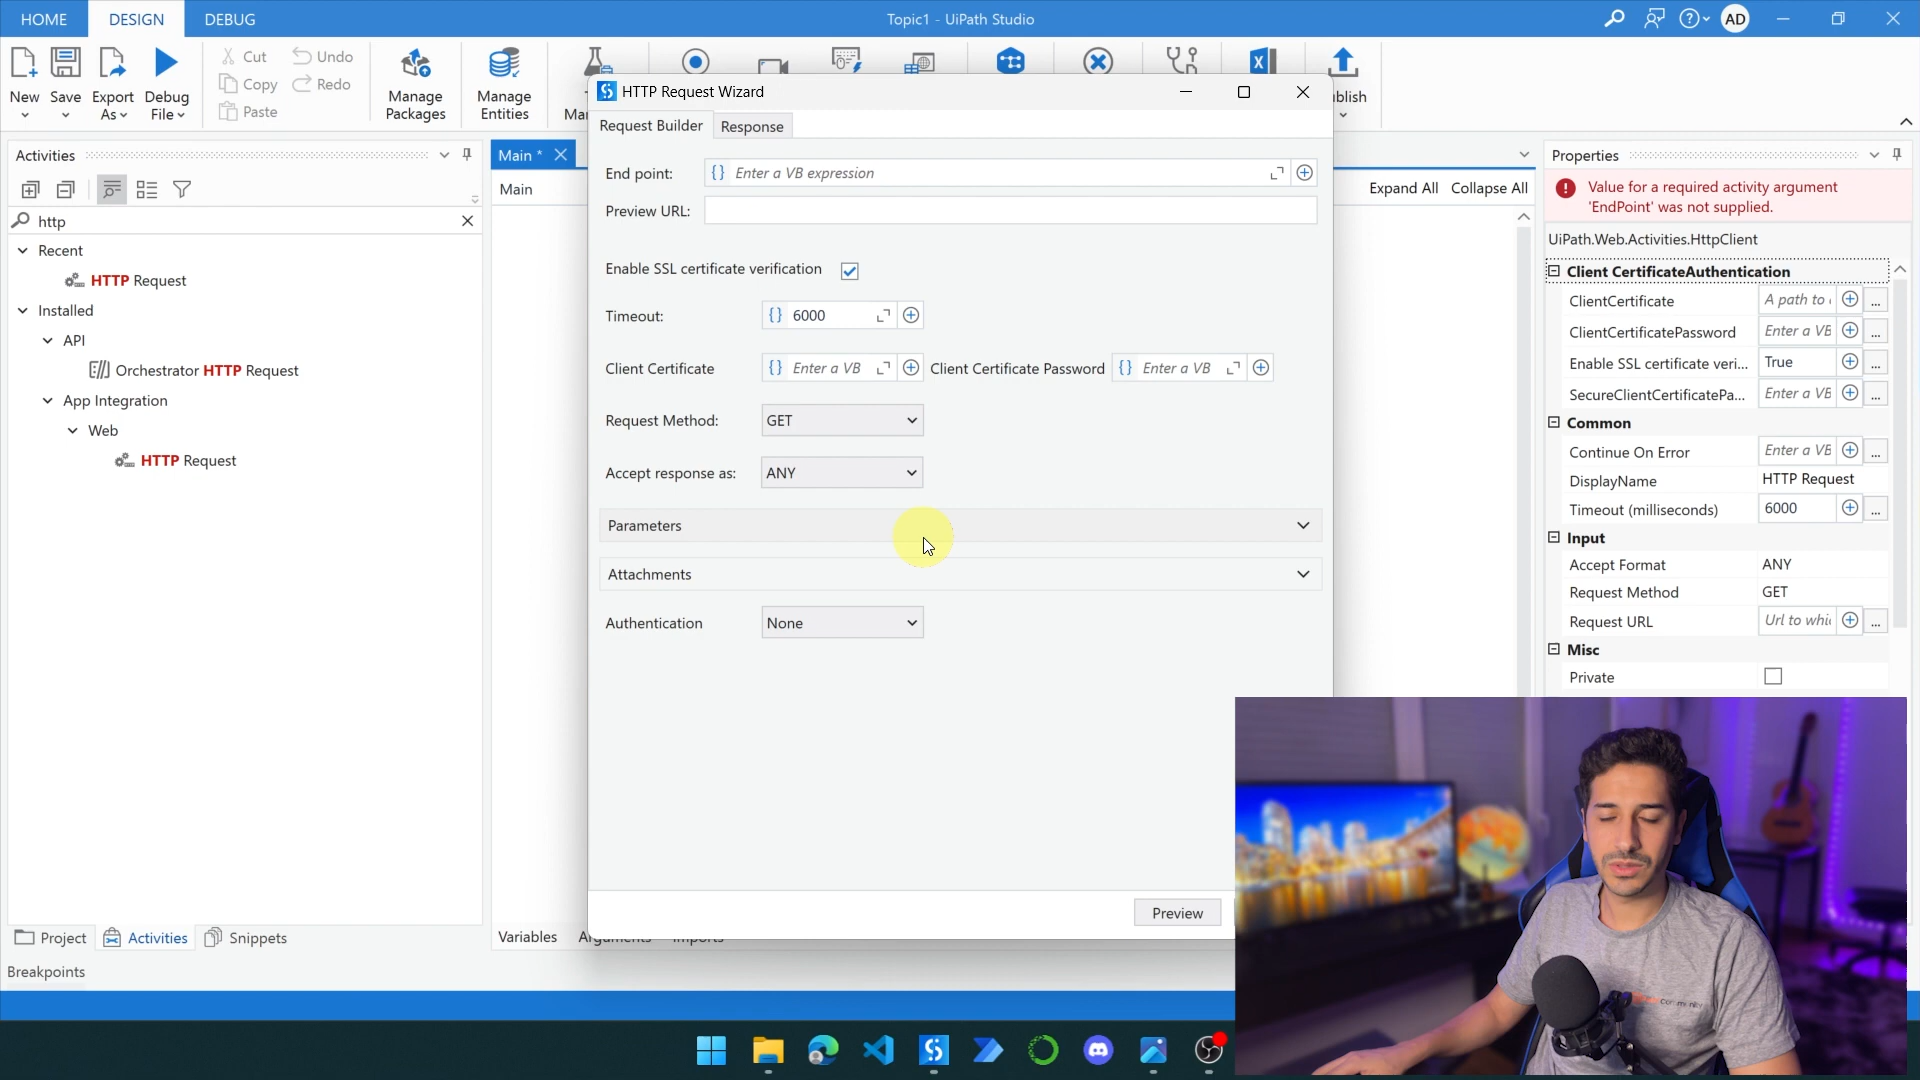 HOME
DESIGN
DEBUG
Topic1 - UiPath Studio
AD
New
Save
Export
As
Debug
File
Cut
Copy
Paste
Undo
Redo
Manage
Packages
Manage
Entities
Activities
http
Recent
HTTP Request
Installed
API
Orchestrator HTTP Request
App Integration
Web
HTTP Request
Project
Activities
Snippets
Breakpoints
Main *
Main
Expand All
Collapse All
Variables
HTTP Request Wizard
Request Builder
Response
End point:
{} Enter a VB expression
Preview URL:
Enable SSL certificate verification
Timeout:
{} 6000
Client Certificate
{} Enter a VB
Client Certificate Password
{} Enter a VB
Request Method:
GET
Accept response as:
ANY
Parameters
Attachments
Authentication
None
Preview
Properties
Value for a required activity argument
'EndPoint' was not supplied.
UiPath.Web.Activities.HttpClient
Client CertificateAuthentication
ClientCertificate
A path to
...
ClientCertificatePassword
Enter a VB
...
Enable SSL certificate veri...
True
...
SecureClientCertificatePa...
Enter a VB
...
Common
Continue On Error
Enter a VB
...
DisplayName
HTTP Request
Timeout (milliseconds)
6000
...
Input
Accept Format
ANY
Request Method
GET
Request URL
Url to
...
Misc
Private